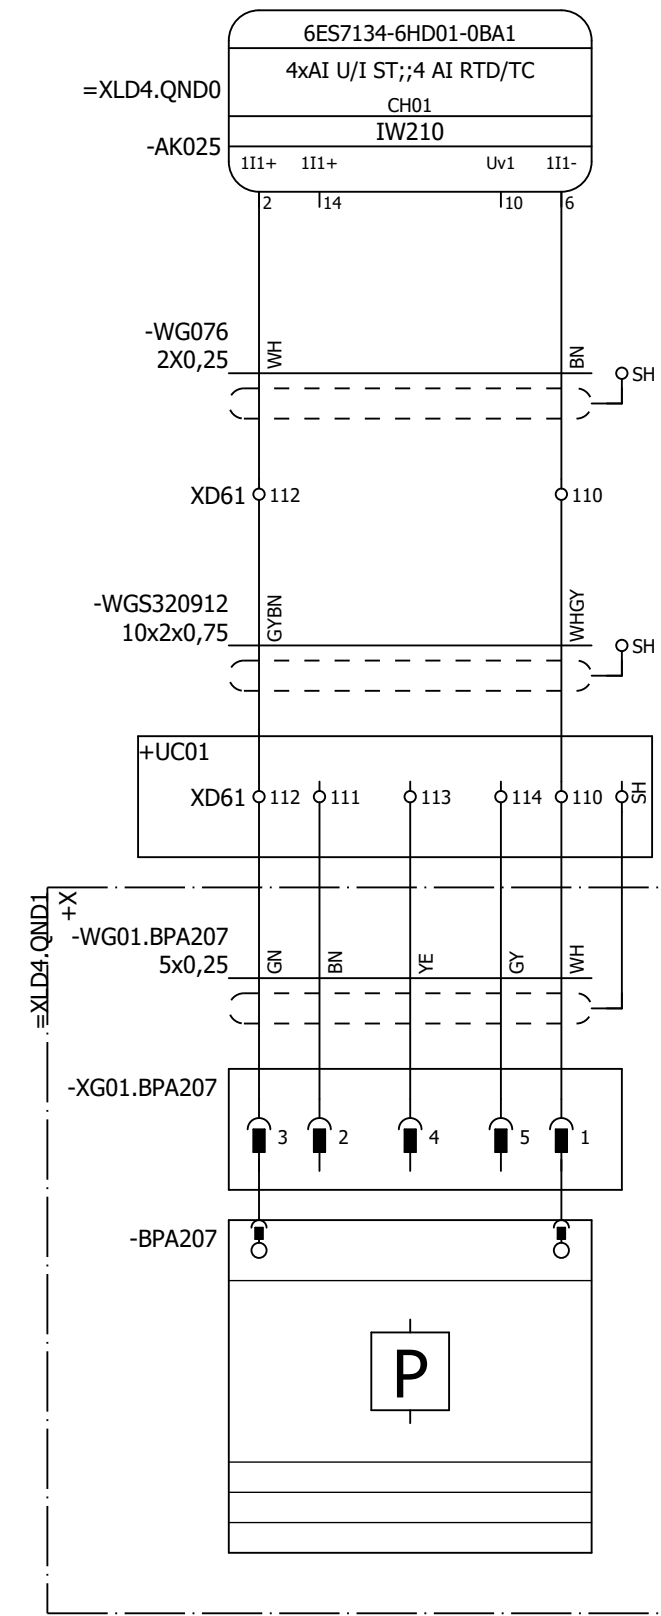 6ES7134-6HD01-0BA1
4xAI U/I ST;;4 AI RTD/TC
=XLD4.QND0
CH01
IW210
-AK025
1I1+ 1I1+ Uv1 1I1-
2 14 10 6
-WG076
2X0,25
WH BN
SH
XD61 112 110
-WGS320912
10x2x0,75
GYBN WHGY
SH
+UC01
XD61 112 111 113 114 110 SH
=XLD4.QND1
+X
-WG01.BPA207
5x0,25
GN BN YE GY WH
-XG01.BPA207
3 2 4 5 1
-BPA207
P